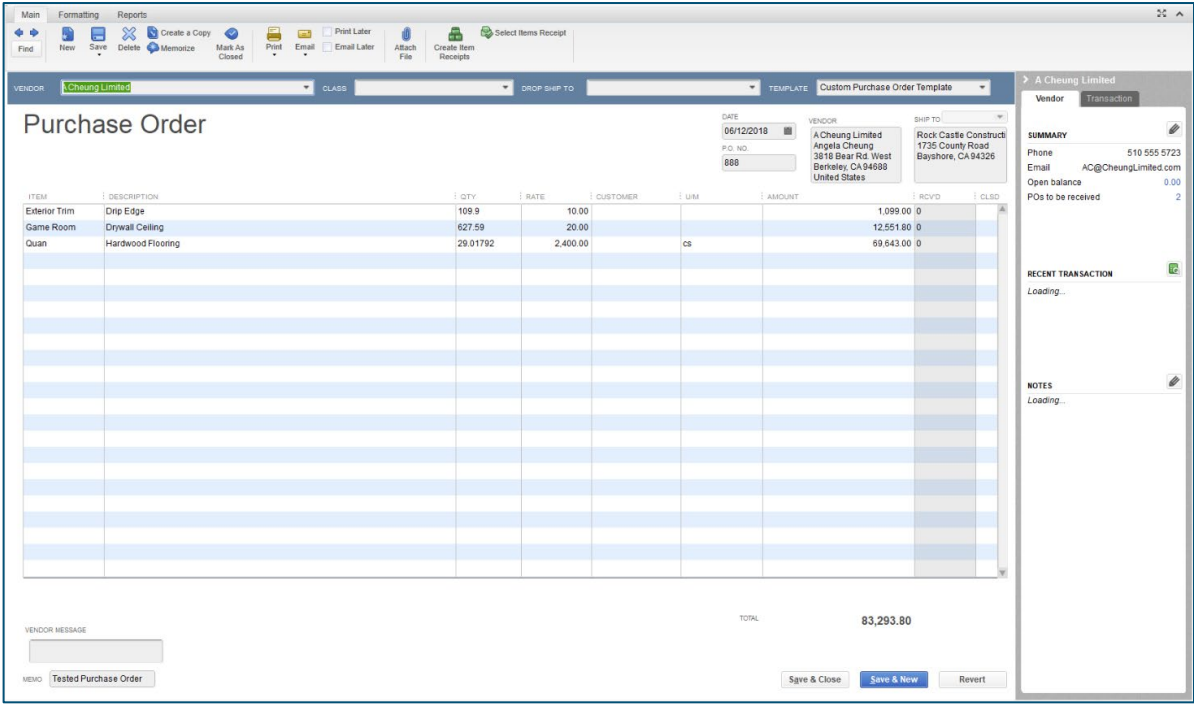 Main Formatting Reports
Find New Save Delete Create a Copy Memorize Mark As Closed Print Email Print Later Email Later Attach File Create Item Receipts Select Items Receipt
VENDOR A Cheung Limited CLASS DROP SHIP TO TEMPLATE Custom Purchase Order Template
Purchase Order
DATE
06/12/2018
P.O. NO.
888
VENDOR
A Cheung Limited
Angela Cheung
3818 Bear Rd. West
Berkeley, CA 94688
United States
SHIP TO
Rock Castle Constructi
1735 County Road
Bayshore, CA 94326
ITEM DESCRIPTION QTY RATE CUSTOMER U/M AMOUNT RCV'D CLSD
Exterior Trim Drip Edge 109.9 10.00 1,099.00 0
Game Room Drywall Ceiling 627.59 20.00 12,551.80 0
Quan Hardwood Flooring 29.01792 2,400.00 cs 69,643.00 0
TOTAL 83,293.80
VENDOR MESSAGE
MEMO Tested Purchase Order
Save & Close Save & New Revert
A Cheung Limited
Vendor Transaction
SUMMARY
Phone 510 555 5723
Email AC@CheungLimited.com
Open balance 0.00
POs to be received 2
RECENT TRANSACTION
Loading...
NOTES
Loading...